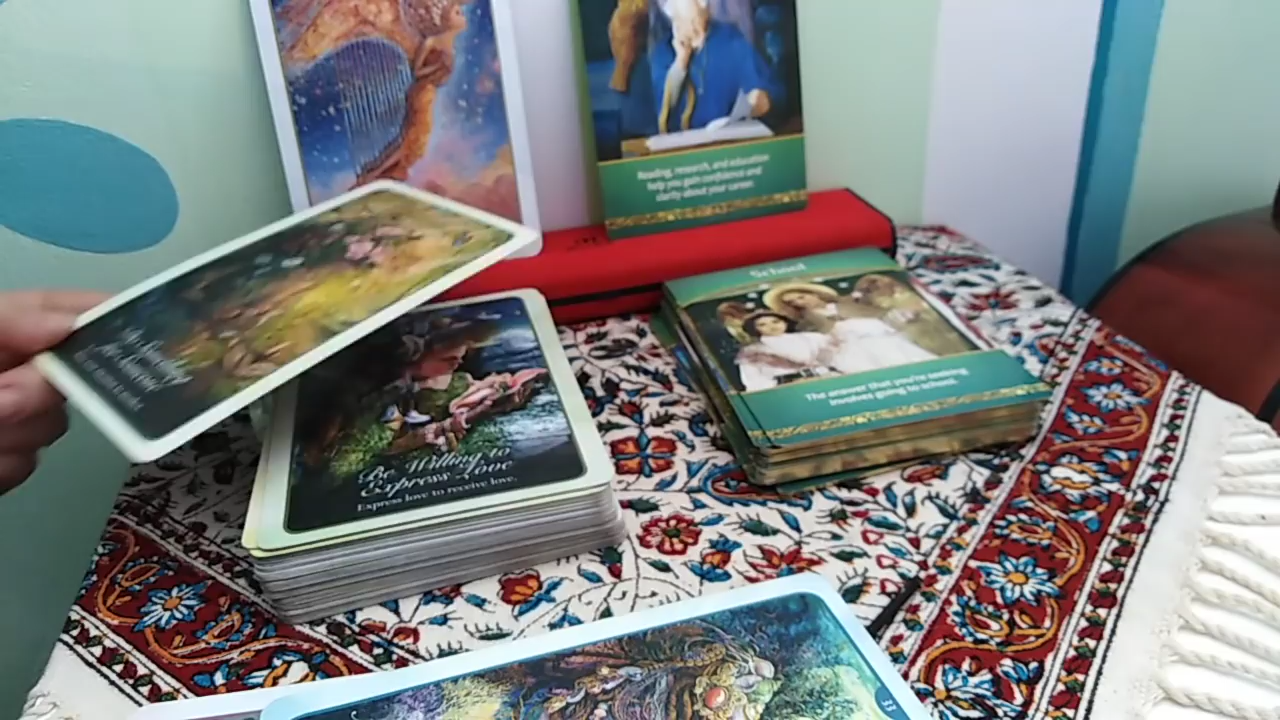 Reading, research, and education
help you gain confidence and
clarity about your career.
School
The answer that you're seeking
involves going to school.
Be Willing to
Express Love
Express love to receive love.
33